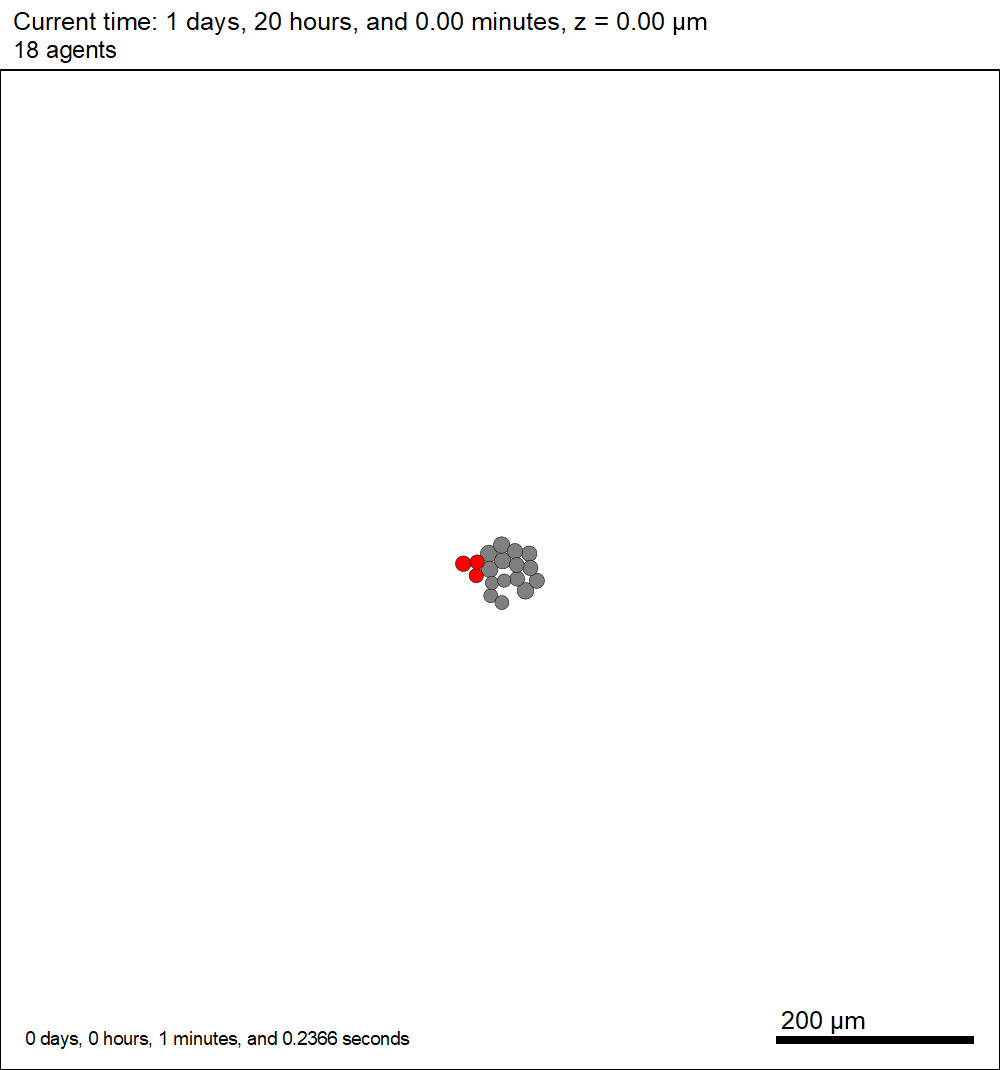 Current time: 1 days, 20 hours, and 0.00 minutes, z = 0.00 µm
18 agents
200 µm
0 days, 0 hours, 1 minutes, and 0.2366 seconds